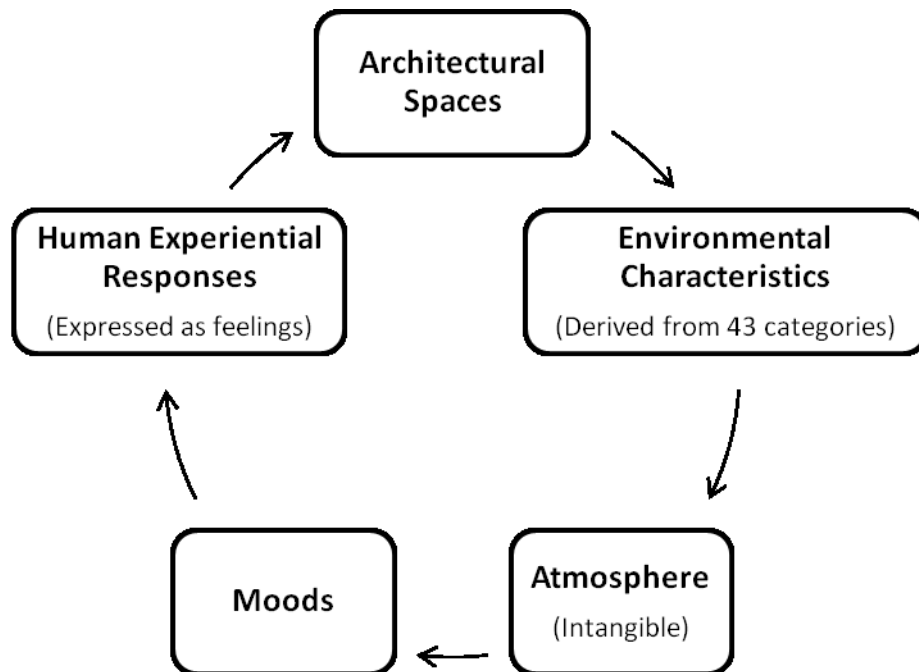 Architectural
Spaces
Human Experiential
Responses
(Expressed as feelings)
Environmental
Characteristics
(Derived from 43 categories)
Moods
Atmosphere
(Intangible)